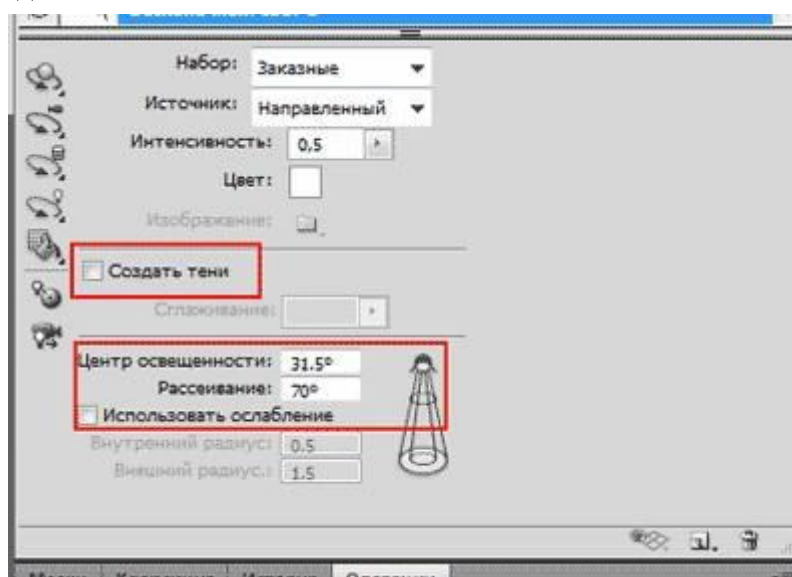 Набор: Заказные
Источник: Направленный
Интенсивность: 0,5
Цвет:
Изображение:
Создать тени
Сглаживание:
Центр освещенности: 31.5°
Рассеивание: 70°
Использовать ослабление
Внутренний радиус: 0.5
Внешний радиус.: 1.5